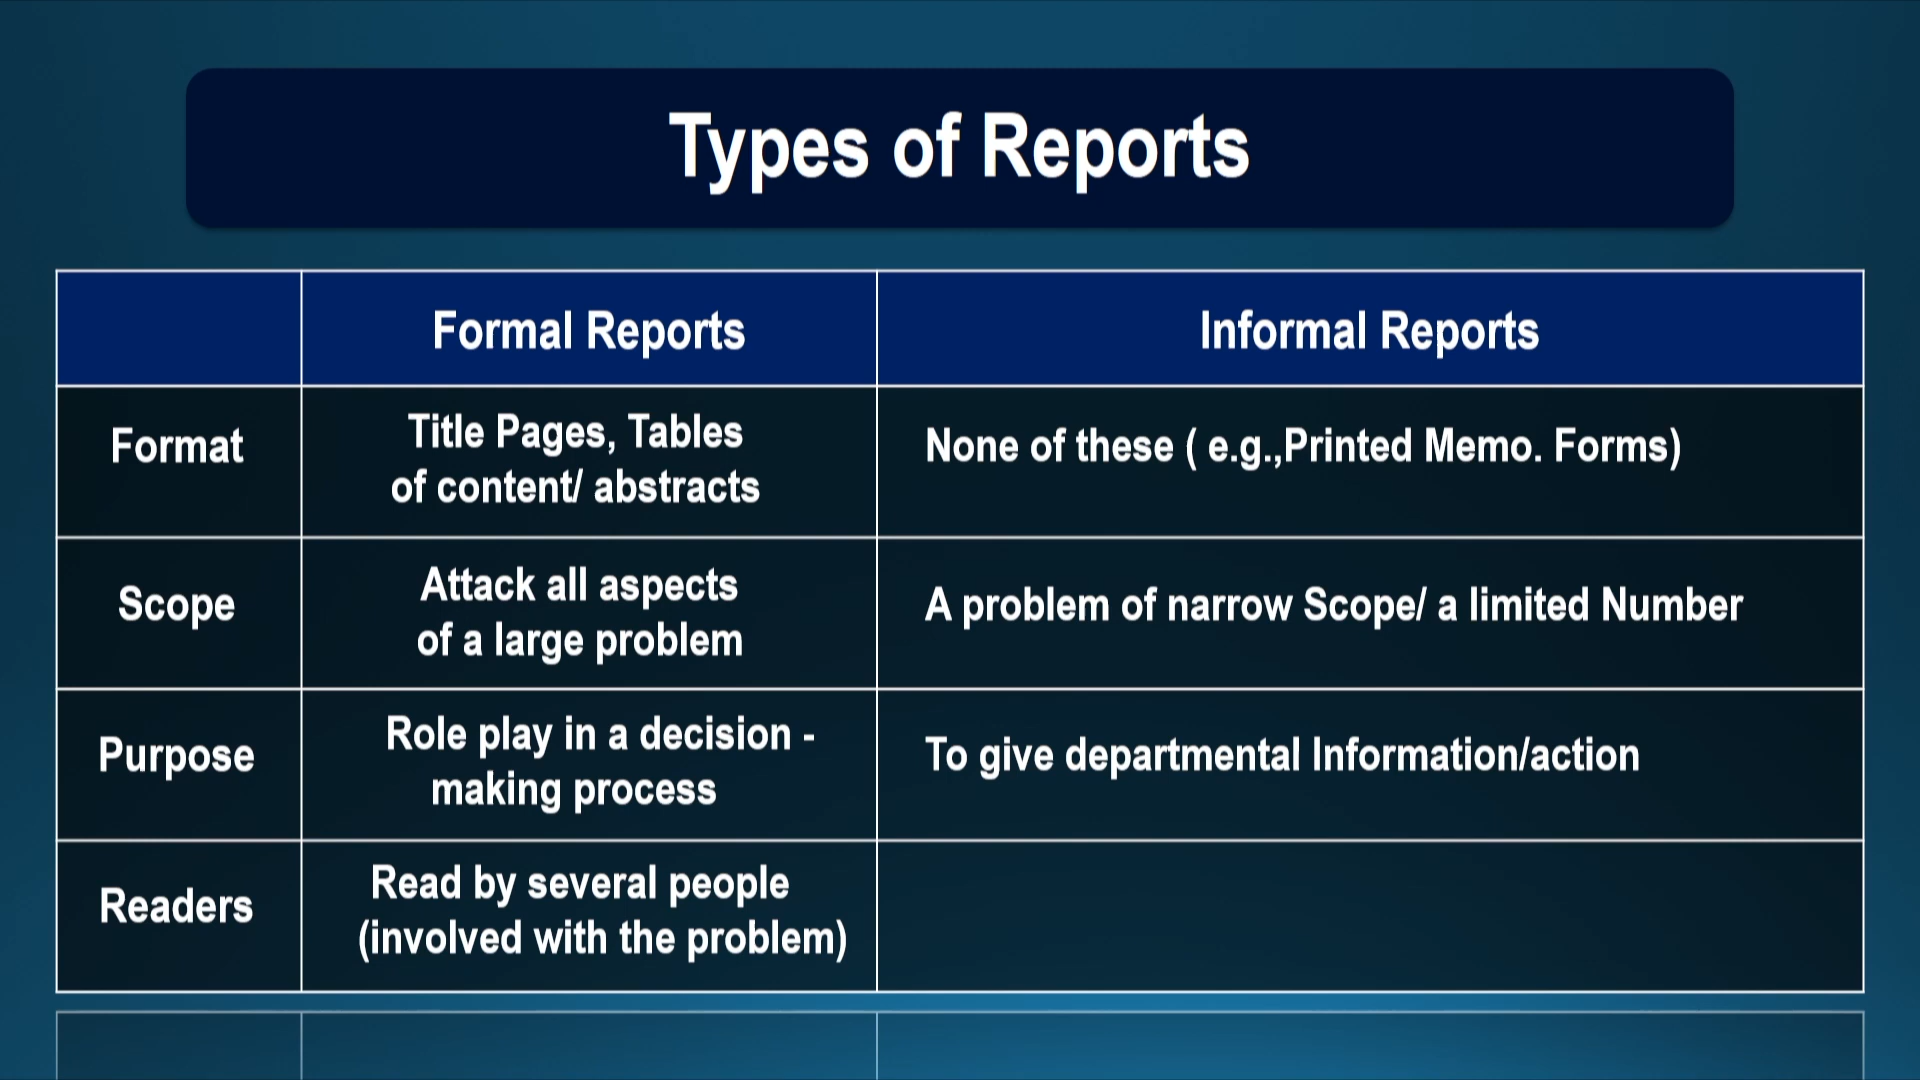 Types of Reports
Formal Reports
Informal Reports
Format
Title Pages, Tables
of content/ abstracts
None of these ( e.g.,Printed Memo. Forms)
Scope
Attack all aspects
of a large problem
A problem of narrow Scope/ a limited Number
Purpose
Role play in a decision -
making process
To give departmental Information/action
Readers
Read by several people
(involved with the problem)